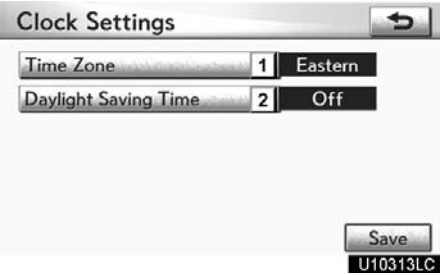 Clock Settings
Time Zone 1 Eastern
Daylight Saving Time 2 Off
Save
U10313LC